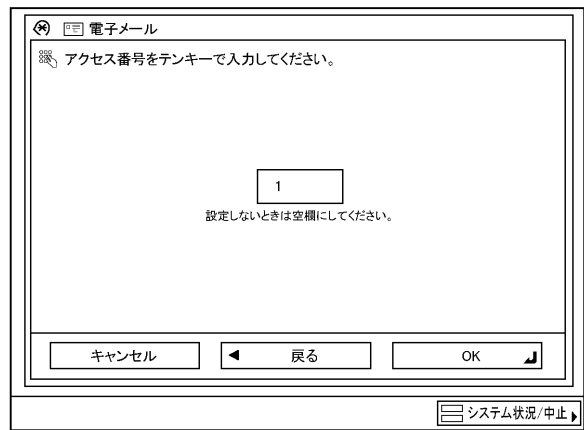 電子メール
アクセス番号をテンキーで入力してください。
1
設定しないときは空欄にしてください。
キャンセル
戻る
OK
システム状況/中止